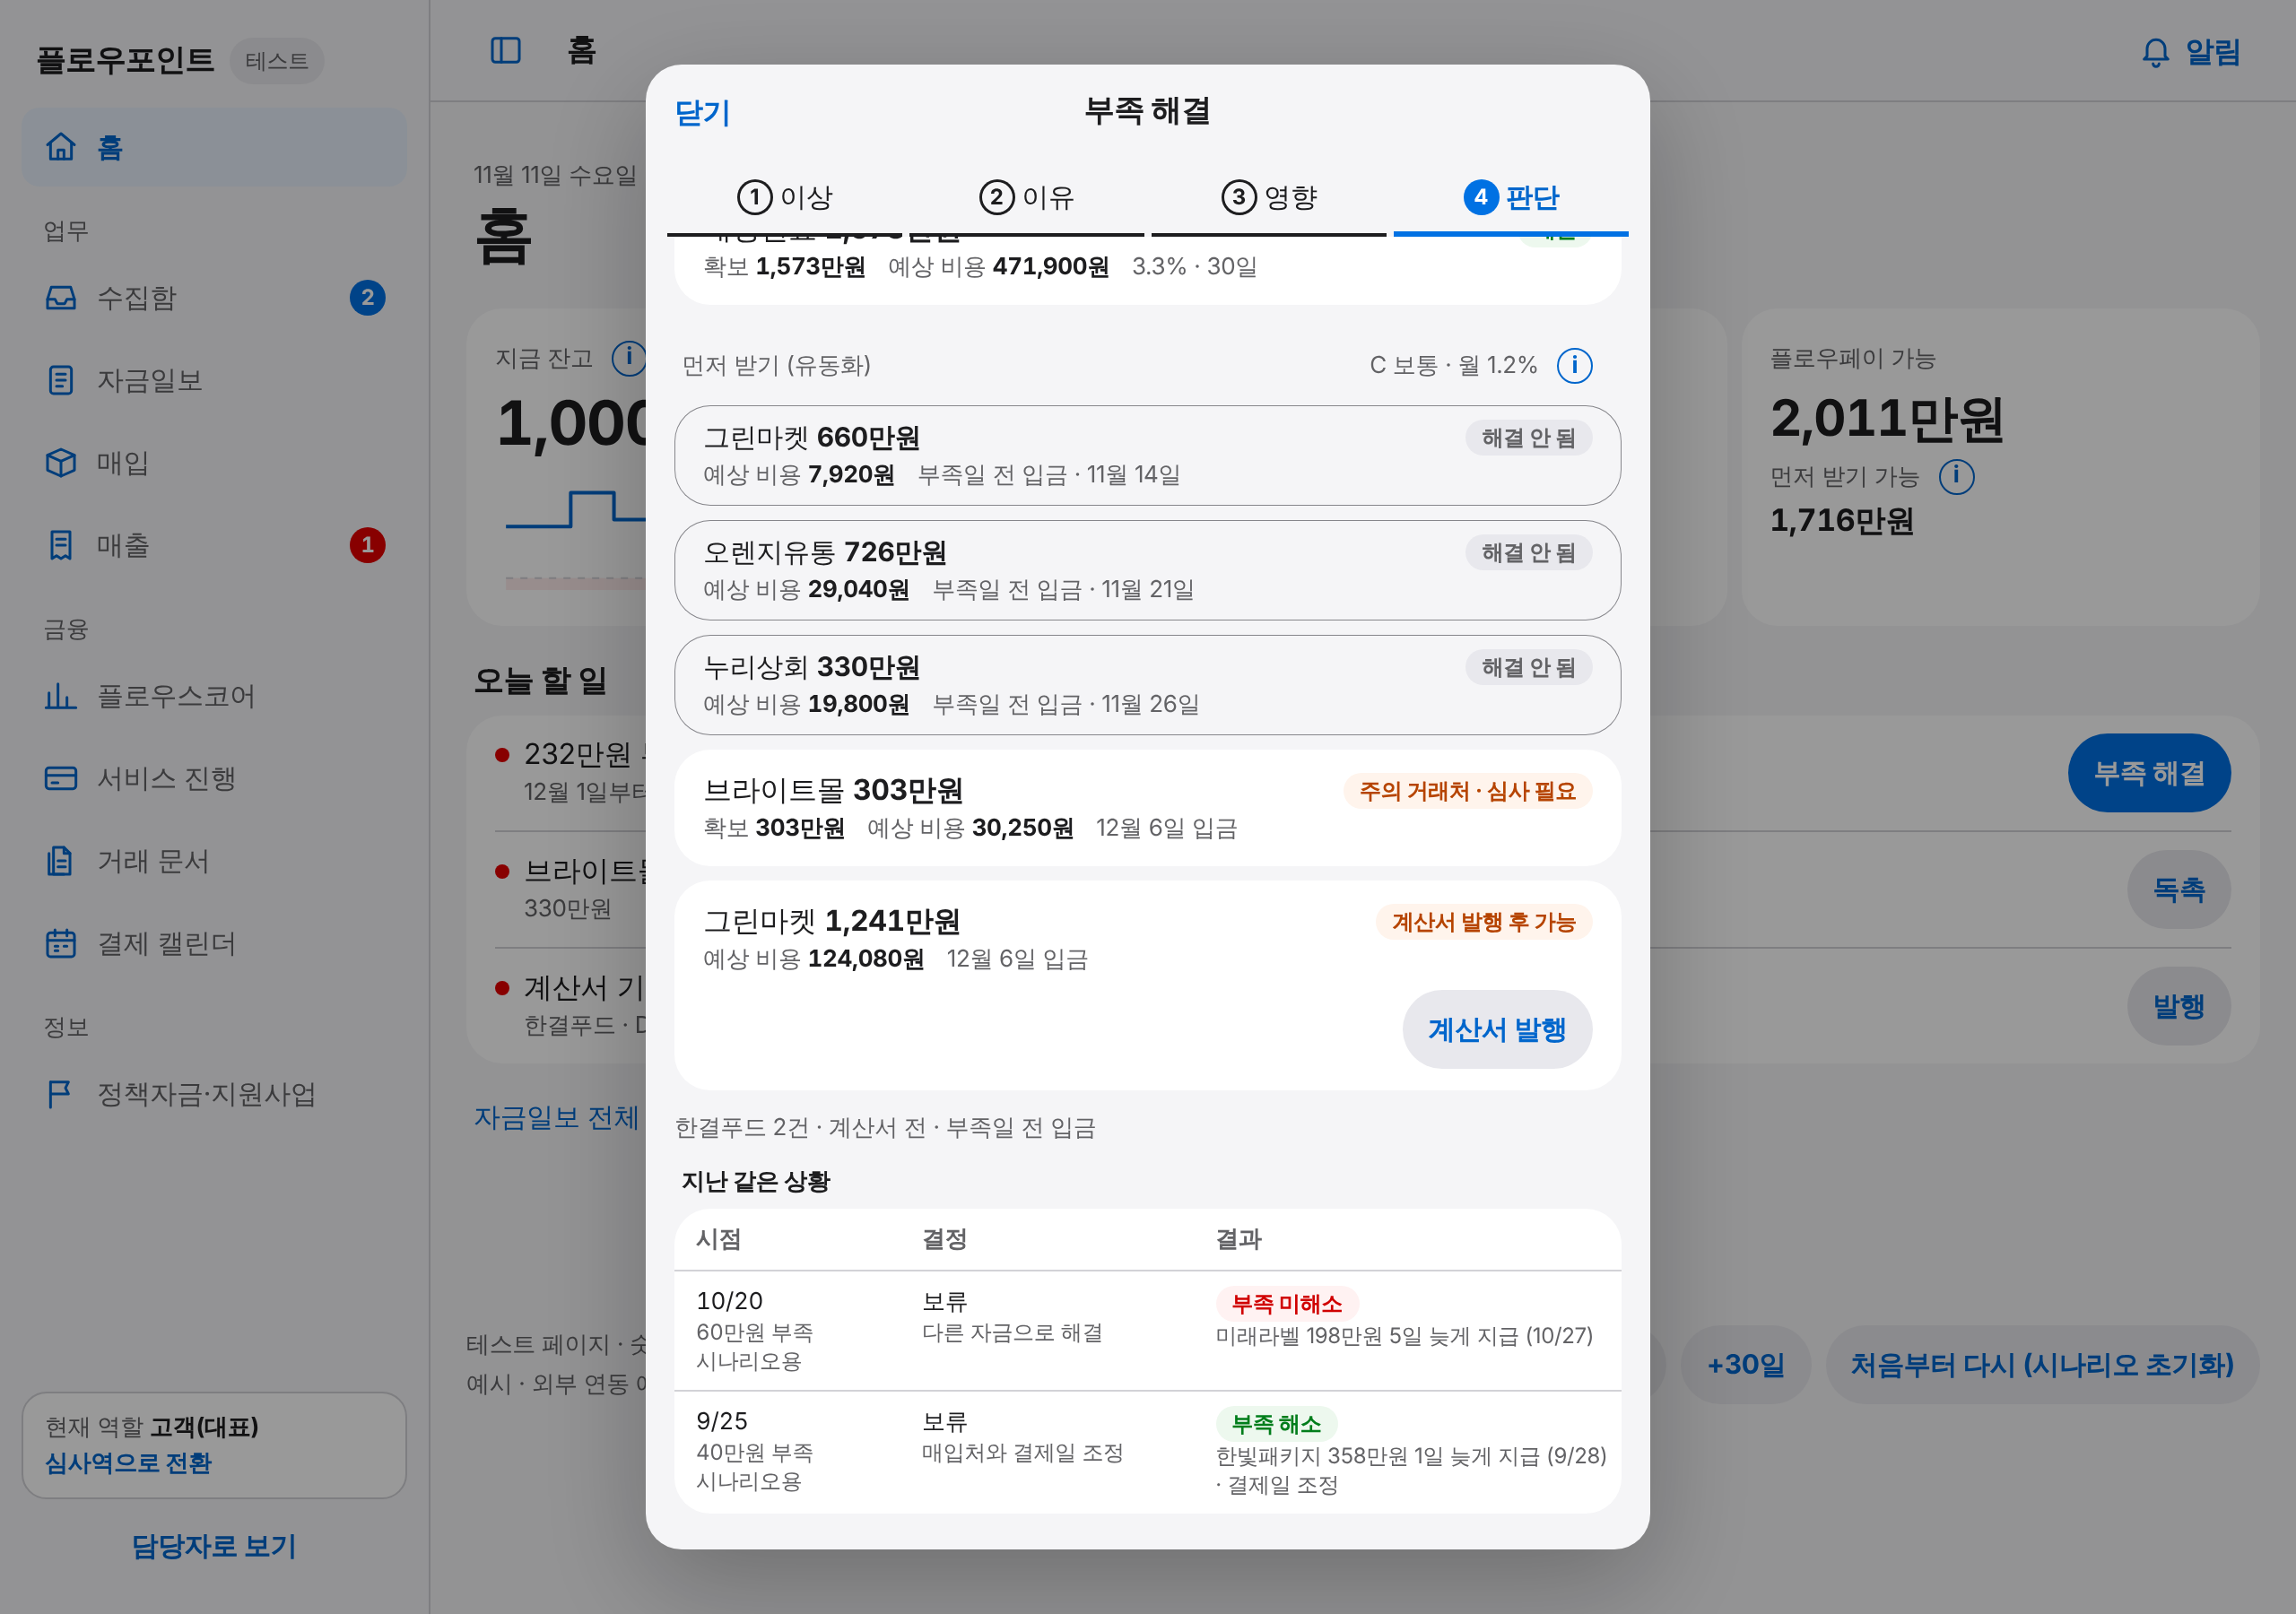 플로우포인트 테스트
홈
업무
수집함 2
자금일보
매입
매출 1
금융
플로우스코어
서비스 진행
거래 문서
결제 캘린더
정보
정책자금·지원사업
현재 역할 고객(대표)
심사역으로 전환
담당자로 보기
홈
알림
11월 11일 수요일
홈
지금 잔고
1,000
플로우페이 가능
2,011만원
먼저 받기 가능
1,716만원
오늘 할 일
232만원
12월 1일부터
부족 해결
브라이트몰
330만원
독촉
계산서 기
한결푸드 · D
발행
자금일보 전체
테스트 페이지 · 숫
예시 · 외부 연동
+30일
처음부터 다시 (시나리오 초기화)
닫기
부족 해결
1 이상
2 이유
3 영향
4 판단
확보 1,573만원 예상 비용 471,900원 3.3% · 30일
먼저 받기 (유동화)
C 보통 · 월 1.2%
그린마켓 660만원
해결 안 됨
예상 비용 7,920원 부족일 전 입금 · 11월 14일
오렌지유통 726만원
해결 안 됨
예상 비용 29,040원 부족일 전 입금 · 11월 21일
누리상회 330만원
해결 안 됨
예상 비용 19,800원 부족일 전 입금 · 11월 26일
브라이트몰 303만원
주의 거래처 · 심사 필요
확보 303만원 예상 비용 30,250원 12월 6일 입금
그린마켓 1,241만원
계산서 발행 후 가능
예상 비용 124,080원 12월 6일 입금
계산서 발행
한결푸드 2건 · 계산서 전 · 부족일 전 입금
지난 같은 상황
시점 결정 결과
10/20
60만원 부족
시나리오용
보류
다른 자금으로 해결
부족 미해소
미래라벨 198만원 5일 늦게 지급 (10/27)
9/25
40만원 부족
시나리오용
보류
매입처와 결제일 조정
부족 해소
한빛패키지 358만원 1일 늦게 지급 (9/28)
· 결제일 조정